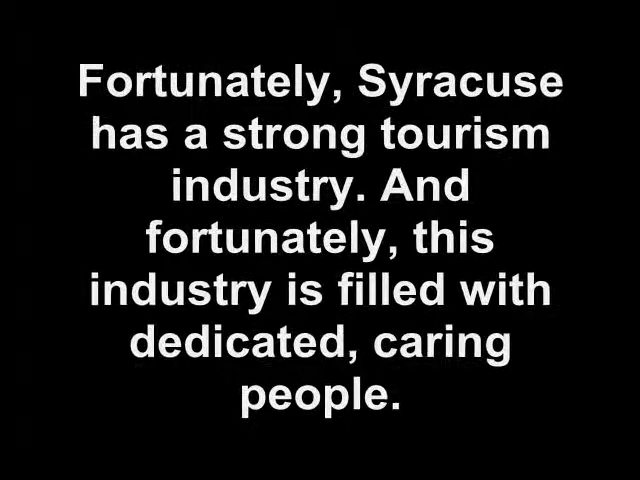 Fortunately, Syracuse
has a strong tourism
industry. And
fortunately, this
industry is filled with
dedicated, caring
people.